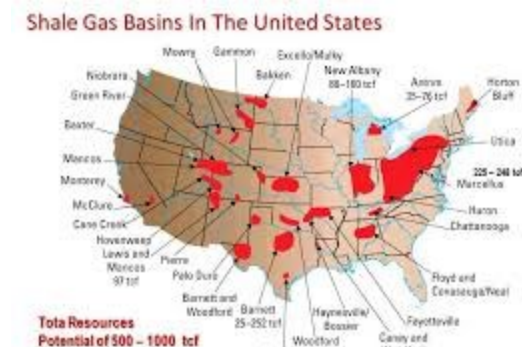 Shale Gas Basins In The United States
Mowry
Gammon
Excello/Mulky
Niobrara
Bakken
New Albany
86–160 tcf
Antrim
35–76 tcf
Horton
Bluff
Green River
Baxter
Utica
Mancos
225 – 248 tcf
Marcellus
Monterey
McClure
Huron
Cane Creek
Chattanooga
Hovenweep
Lewis and
Mancos
97 tcf
Pierre
Palo Duro
Floyd and
Conasauga/Neal
Barnett and
Woodford
Barnett
25–252 tcf
Haynesville/
Bossier
Fayetteville
Woodford
Caney and
Tota Resources
Potential of 500 – 1000 tcf